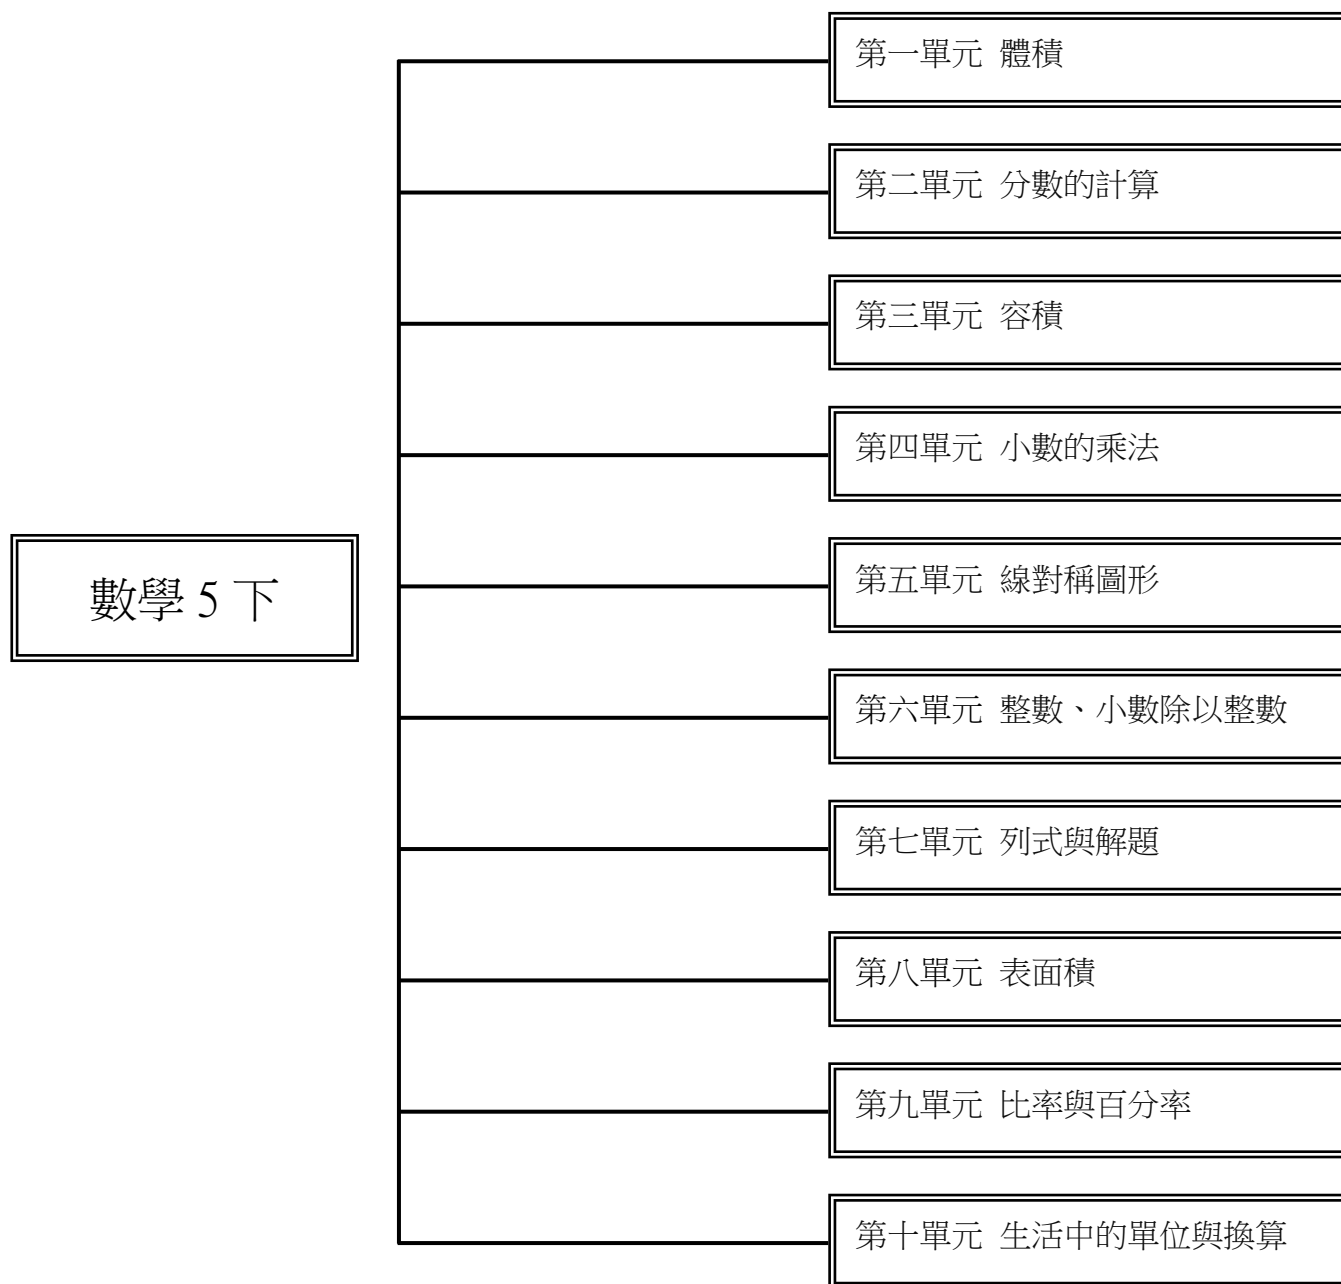 第一單元 體積
第二單元 分數的計算
第三單元 容積
第四單元 小數的乘法
第五單元 線對稱圖形
數學 5 下
第六單元 整數、小數除以整數
第七單元 列式與解題
第八單元 表面積
第九單元 比率與百分率
第十單元 生活中的單位與換算